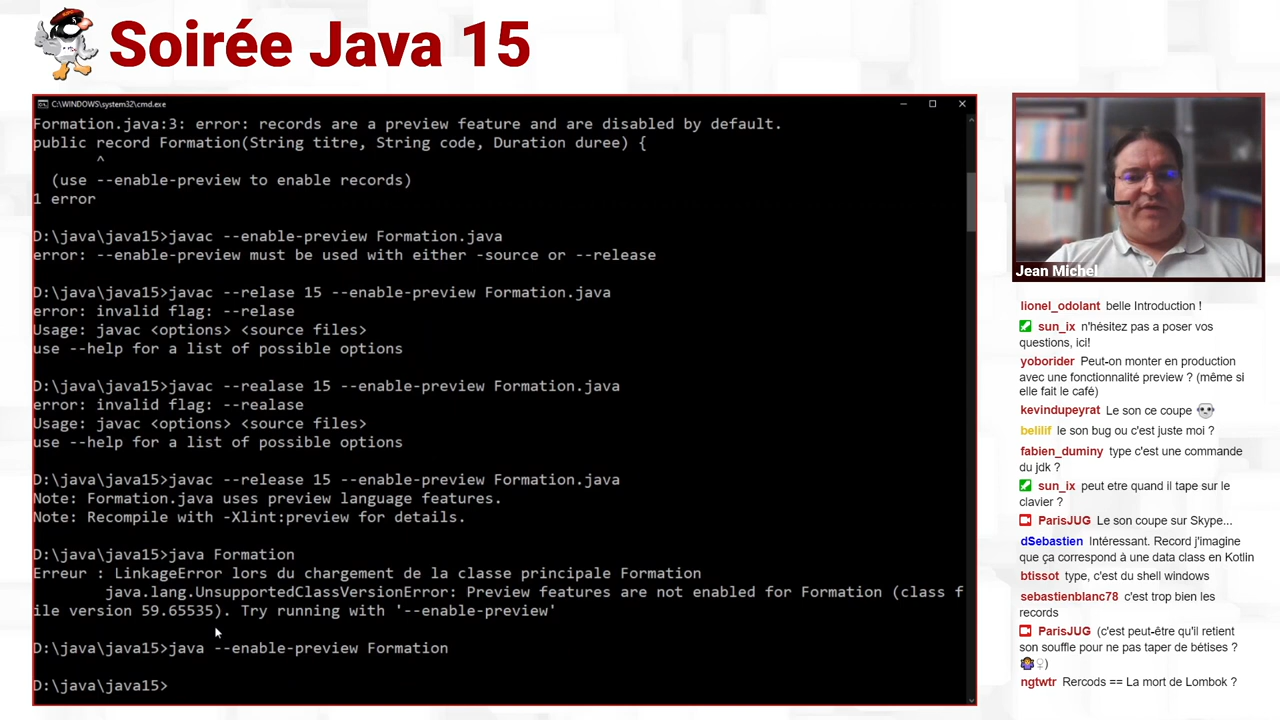 Soirée Java 15
C:\WINDOWS\system32\cmd.exe
Formation.java:3: error: records are a preview feature and are disabled by default.
public record Formation(String titre, String code, Duration duree) {
^
(use --enable-preview to enable records)
1 error
D:\java\java15>javac --enable-preview Formation.java
error: --enable-preview must be used with either -source or --release
D:\java\java15>javac --relase 15 --enable-preview Formation.java
error: invalid flag: --relase
Usage: javac <options> <source files>
use --help for a list of possible options
D:\java\java15>javac --realase 15 --enable-preview Formation.java
error: invalid flag: --realase
Usage: javac <options> <source files>
use --help for a list of possible options
D:\java\java15>javac --release 15 --enable-preview Formation.java
Note: Formation.java uses preview language features.
Note: Recompile with -Xlint:preview for details.
D:\java\java15>java Formation
Erreur : LinkageError lors du chargement de la classe principale Formation
java.lang.UnsupportedClassVersionError: Preview features are not enabled for Formation (class f
ile version 59.65535). Try running with '--enable-preview'
D:\java\java15>java --enable-preview Formation
D:\java\java15>
Jean Michel
lionel_odolant belle Introduction !
sun_ix n'hésitez pas a poser vos
questions, ici!
yoborider Peut-on monter en production
avec une fonctionnalité preview ? (même si
elle fait le café)
kevindupeyrat Le son ce coupe
belilif le son bug ou c'est juste moi ?
fabien_duminy type c'est une commande
du jdk ?
sun_ix peut etre quand il tape sur le
clavier ?
ParisJUG Le son coupe sur Skype...
dSebastien Intéressant. Record j'imagine
que ça correspond à une data class en Kotlin
btissot type, c'est du shell windows
sebastienblanc78 c'est trop bien les
records
ParisJUG (c'est peut-être qu'il retient
son souffle pour ne pas taper de bétises ?
)
ngtwtr Rercods == La mort de Lombok ?